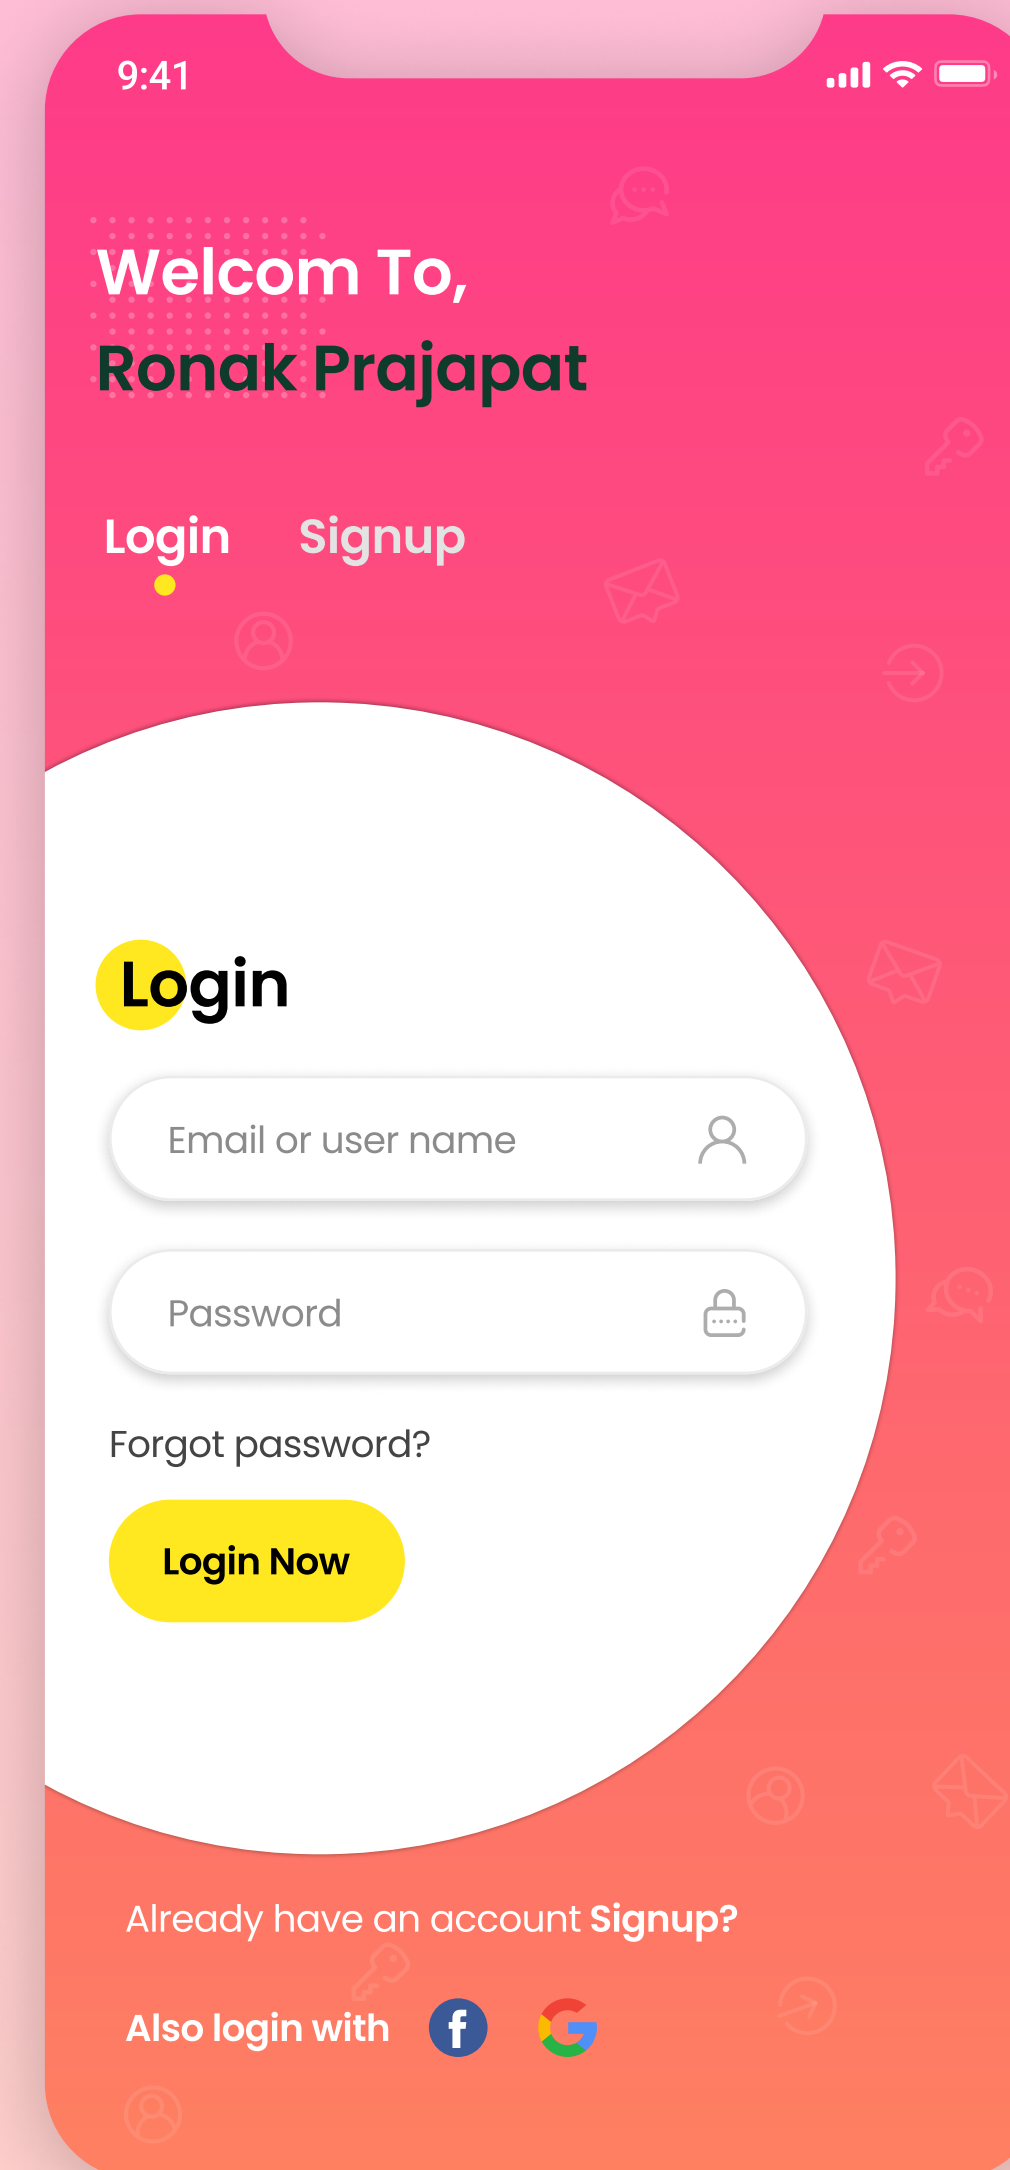 9:41
Welcom To,
Ronak Prajapat
Login Signup
Login
Email or user name
Password
Forgot password?
Login Now
Already have an account Signup?
Also login with